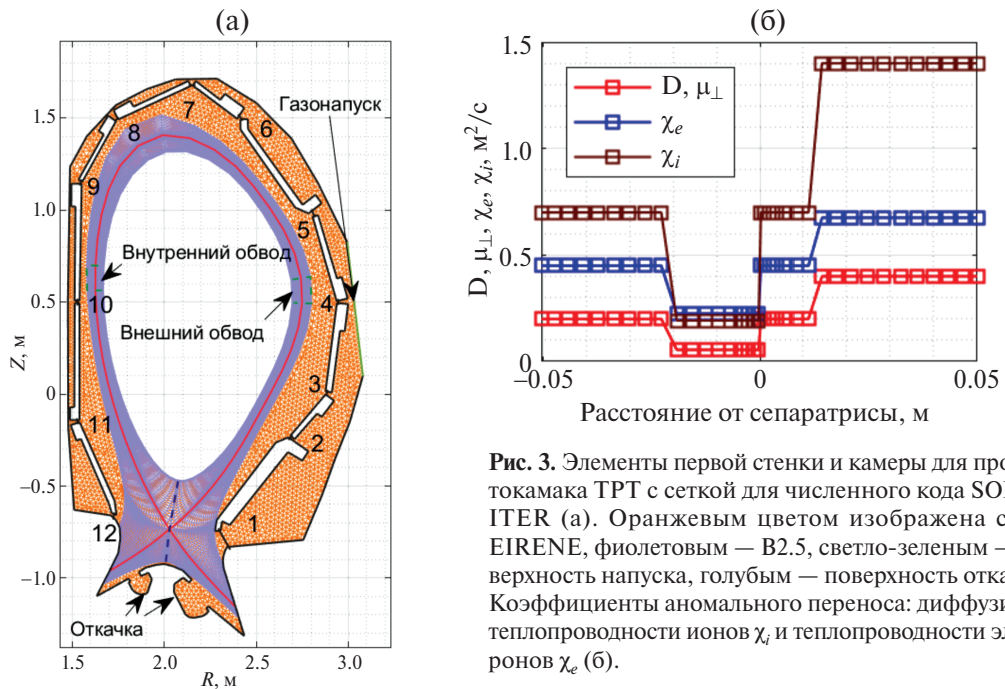 (а)
1.5
1.0
0.5
0
−0.5
−1.0
Z, м
1.5
2.0
2.5
3.0
R, м
Газонапуск
7
8
6
9
5
Внутренний обвод
10
4
Внешний обвод
3
11
2
12
1
Откачка
(б)
1.5
1.0
0.5
0
D, μ⊥, χe, χi, м²/с
D, μ⊥
χe
χi
−0.05
0
0.05
Расстояние от сепаратрисы, м
Рис. 3. Элементы первой стенки и камеры для про
токамака ТРТ с сеткой для численного кода SO
ITER (а). Оранжевым цветом изображена с
EIRENE, фиолетовым — B2.5, светло-зеленым —
верхность напуска, голубым — поверхность отка
Коэффициенты аномального переноса: диффузи
теплопроводности ионов χi и теплопроводности эл
ронов χe (б).